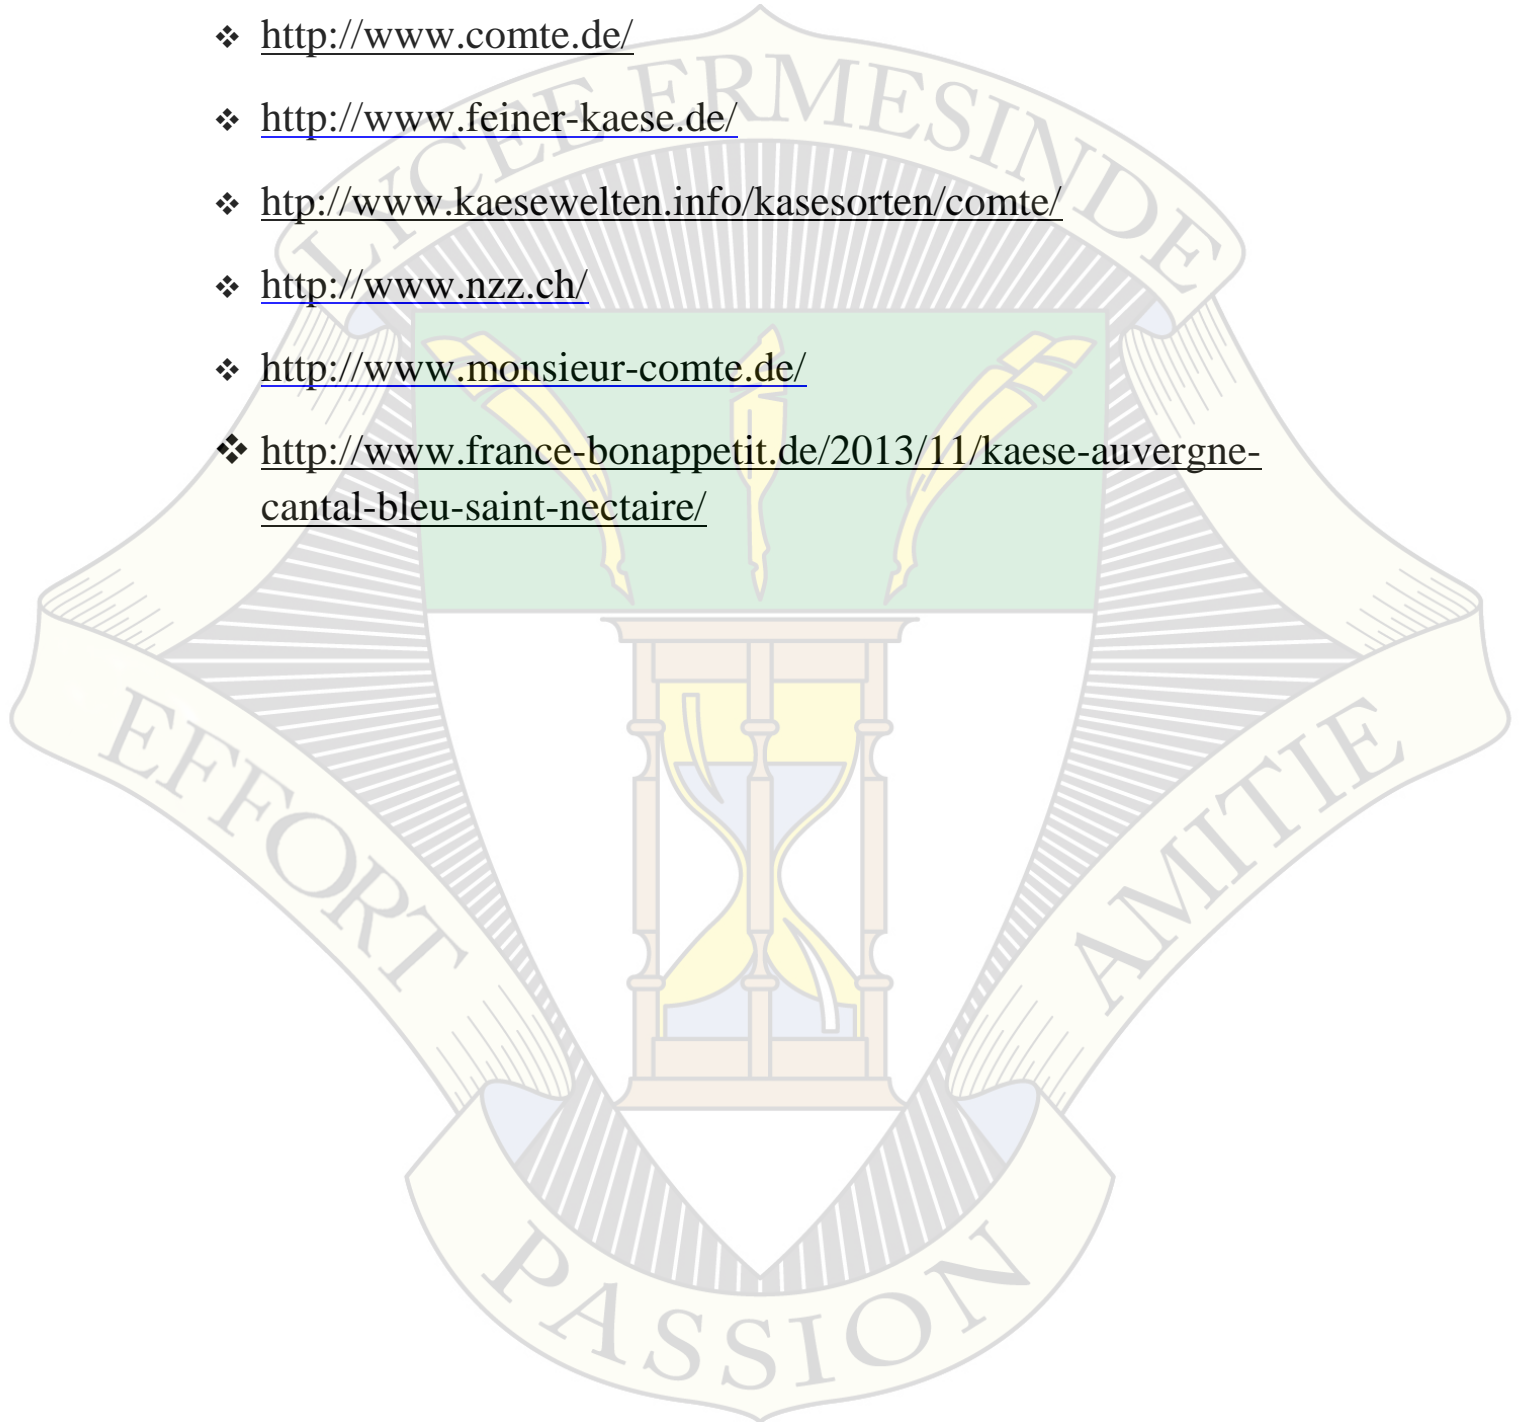 ❖ http://www.comte.de/
❖ http://www.feiner-kaese.de/
❖ htp://www.kaesewelten.info/kasesorten/comte/
❖ http://www.nzz.ch/
❖ http://www.monsieur-comte.de/
❖ http://www.france-bonappetit.de/2013/11/kaese-auvergne-
cantal-bleu-saint-nectaire/
LYCEE ERMESINDE
EFFORT
AMITIE
PASSION